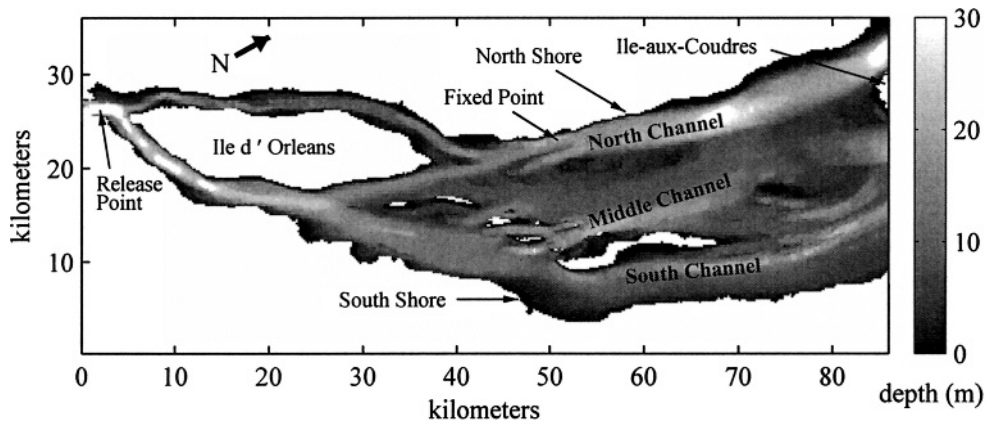 30
20
10
kilometers
0
10
20
30
40
50
60
70
80
kilometers
N
Ile d ' Orleans
Release
Point
North Shore
Fixed Point
Ile-aux-Coudres
North Channel
Middle Channel
South Channel
South Shore
30
20
10
0
depth (m)